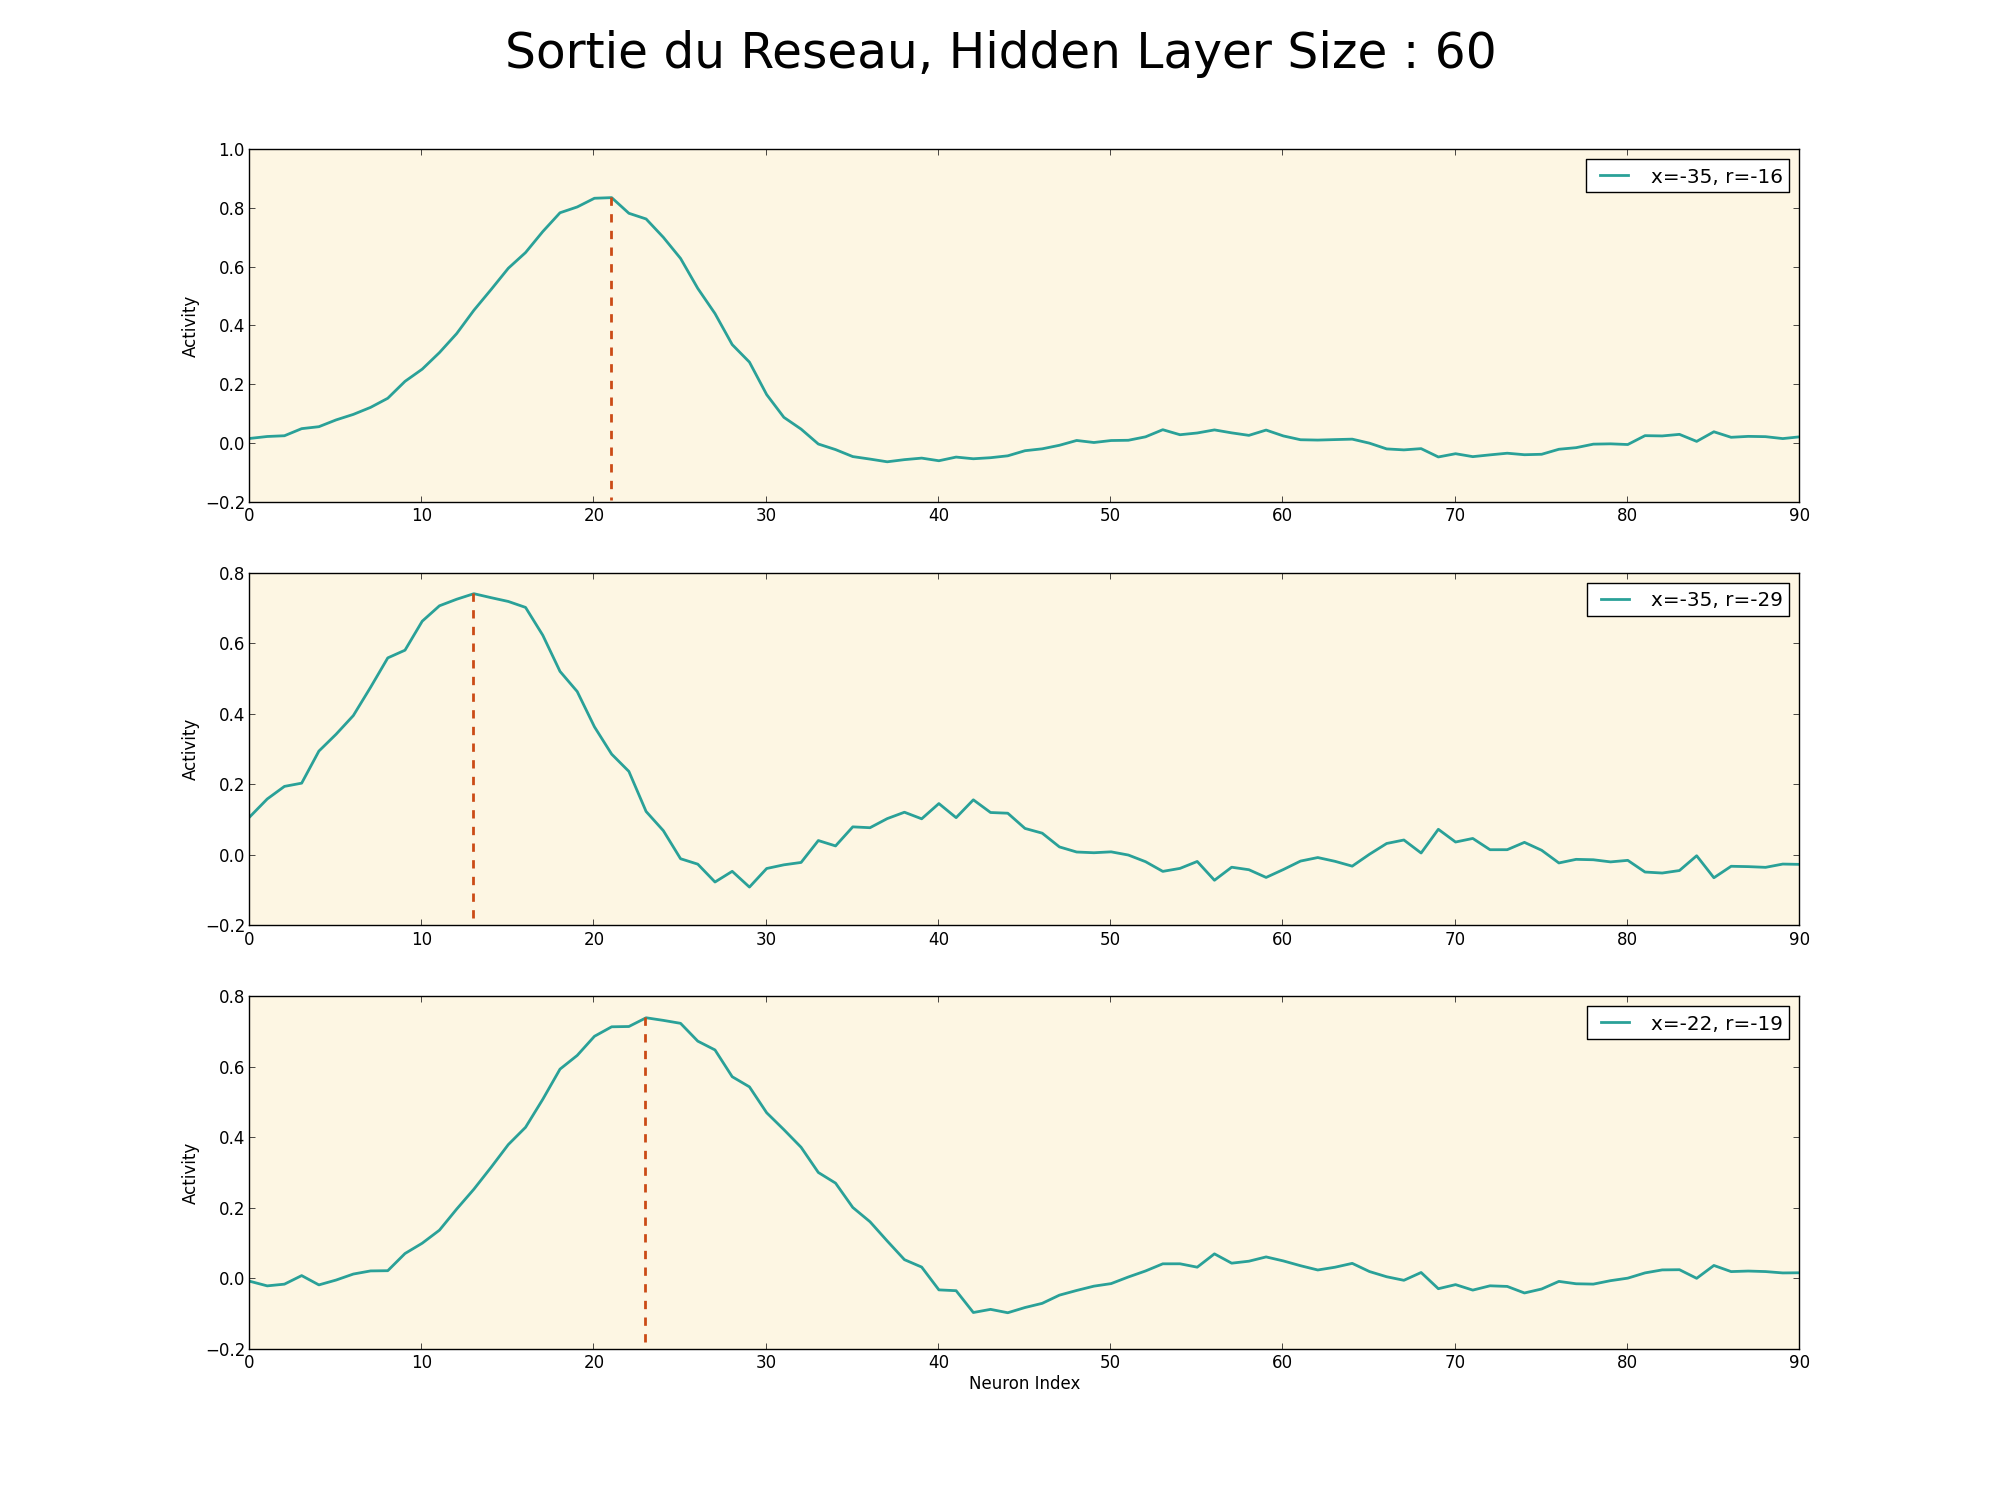 Sortie du Reseau, Hidden Layer Size : 60
1.0
0.8
0.6
0.4
0.2
0.0
−0.2
Activity
x=-35, r=-16
0 10 20 30 40 50 60 70 80 90
0.8
0.6
0.4
0.2
0.0
−0.2
Activity
x=-35, r=-29
0 10 20 30 40 50 60 70 80 90
0.8
0.6
0.4
0.2
0.0
−0.2
Activity
x=-22, r=-19
0 10 20 30 40 50 60 70 80 90
Neuron Index